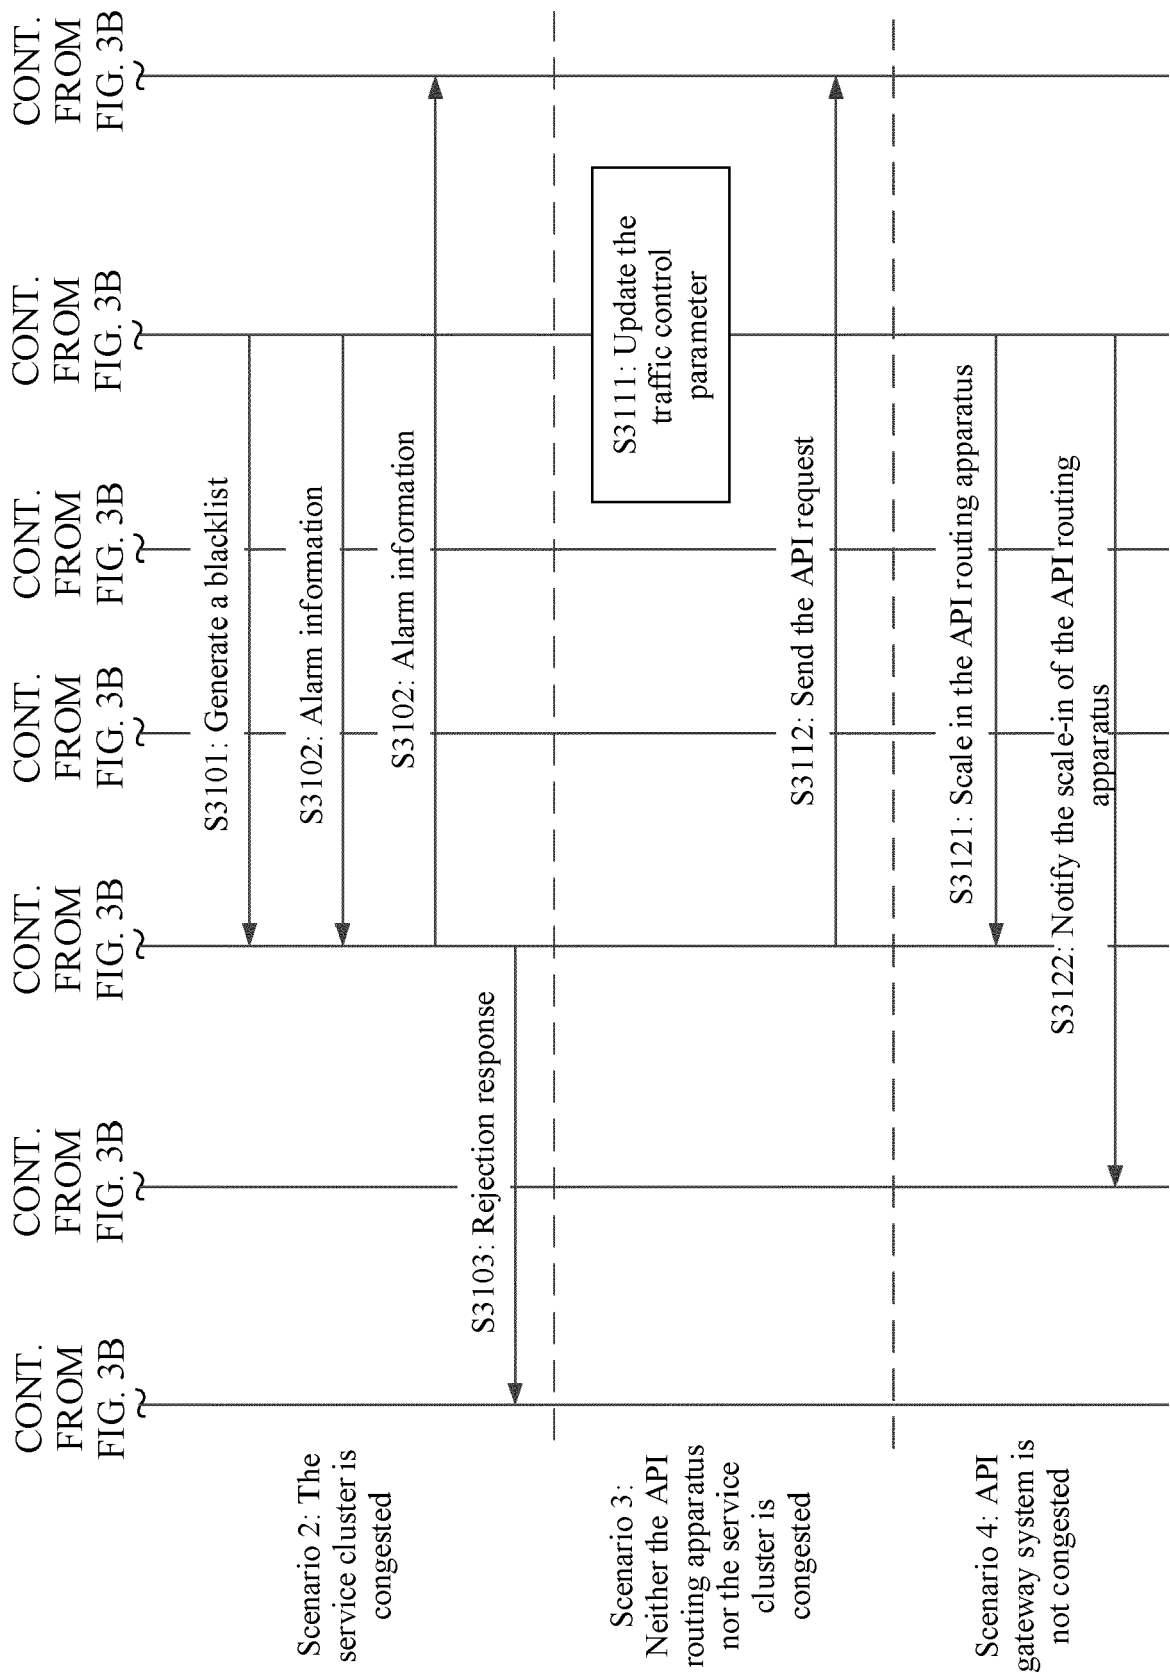 CONT.
FROM
FIG. 3B
CONT.
FROM
FIG. 3B
CONT.
FROM
FIG. 3B
CONT.
FROM
FIG. 3B
CONT.
FROM
FIG. 3B
CONT.
FROM
FIG. 3B
CONT.
FROM
FIG. 3B
Scenario 2: The
service cluster is
congested
S3101: Generate a blacklist
S3102: Alarm information
S3102: Alarm information
S3103: Rejection response
Scenario 3:
Neither the API
routing apparatus
nor the service
cluster is
congested
S3111: Update the
traffic control
parameter
S3112: Send the API request
Scenario 4: API
gateway system is
not congested
S3121: Scale in the API routing apparatus
S3122: Notify the scale-in of the API routing
apparatus